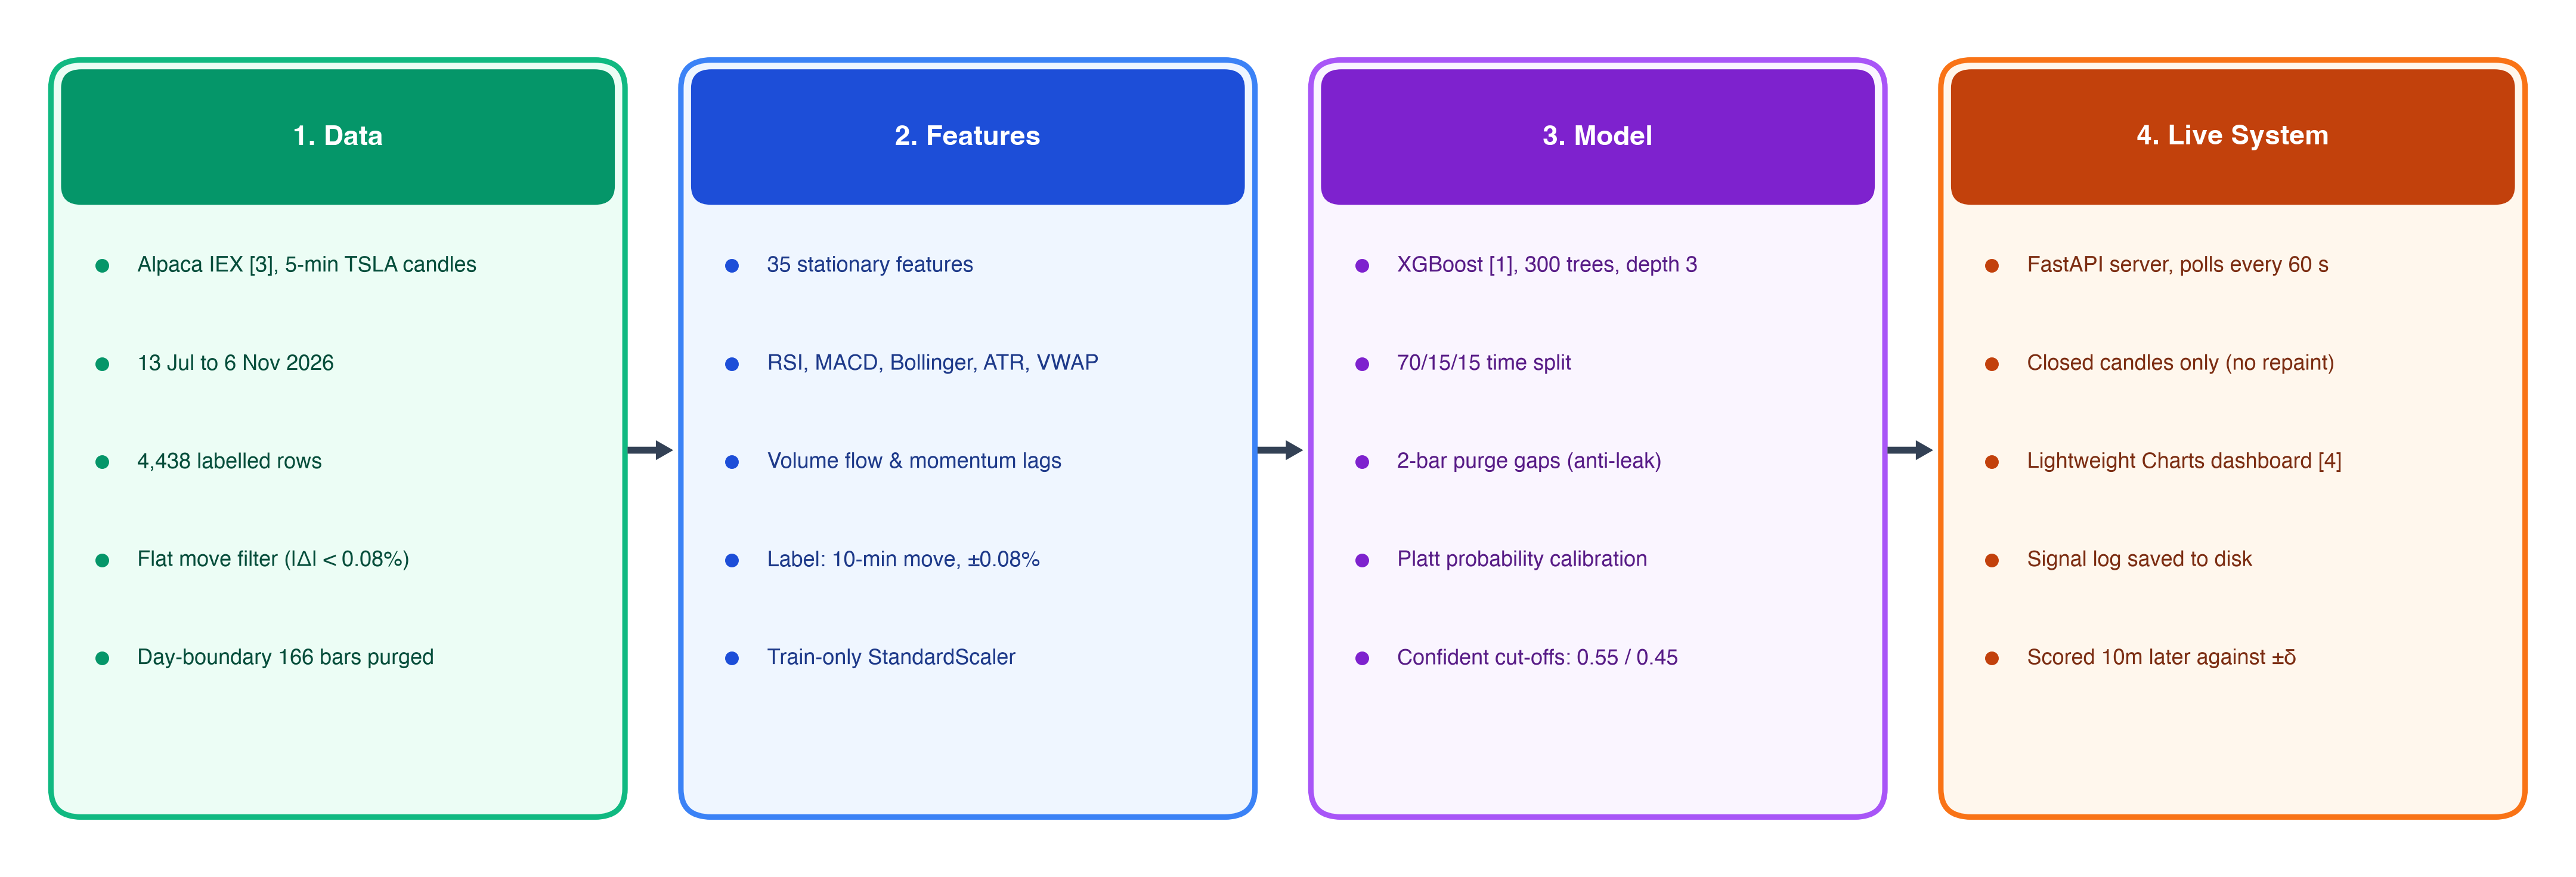 1. Data
Alpaca IEX [3], 5-min TSLA candles
13 Jul to 6 Nov 2026
4,438 labelled rows
Flat move filter (|Δ| < 0.08%)
Day-boundary 166 bars purged
2. Features
35 stationary features
RSI, MACD, Bollinger, ATR, VWAP
Volume flow & momentum lags
Label: 10-min move, ±0.08%
Train-only StandardScaler
3. Model
XGBoost [1], 300 trees, depth 3
70/15/15 time split
2-bar purge gaps (anti-leak)
Platt probability calibration
Confident cut-offs: 0.55 / 0.45
4. Live System
FastAPI server, polls every 60 s
Closed candles only (no repaint)
Lightweight Charts dashboard [4]
Signal log saved to disk
Scored 10m later against ±δ